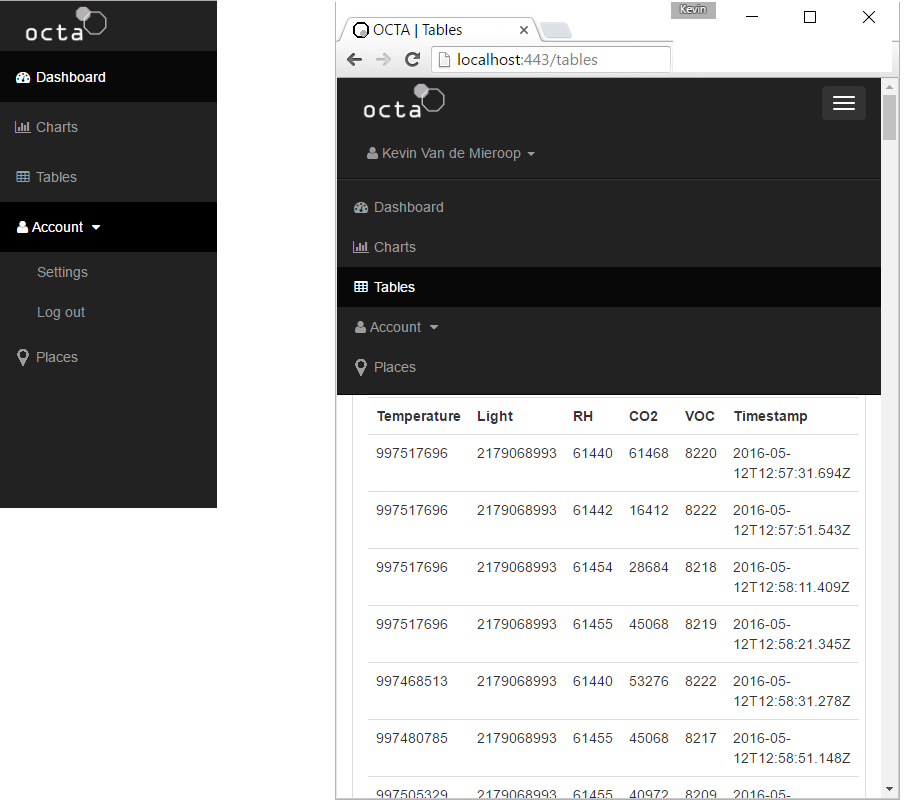 octa
Dashboard
Charts
Tables
Account
Settings
Log out
Places
Kevin
OCTA | Tables
localhost:443/tables
octa
Kevin Van de Mieroop
Dashboard
Charts
Tables
Account
Places
Temperature Light RH CO2 VOC Timestamp
997517696 2179068993 61440 61468 8220 2016-05-
12T12:57:31.694Z
997517696 2179068993 61442 16412 8222 2016-05-
12T12:57:51.543Z
997517696 2179068993 61454 28684 8218 2016-05-
12T12:58:11.409Z
997517696 2179068993 61455 45068 8219 2016-05-
12T12:58:21.345Z
997468513 2179068993 61440 53276 8222 2016-05-
12T12:58:31.278Z
997480785 2179068993 61455 45068 8217 2016-05-
12T12:58:51.148Z
997505329 2179068993 61455 40972 8209 2016-05-